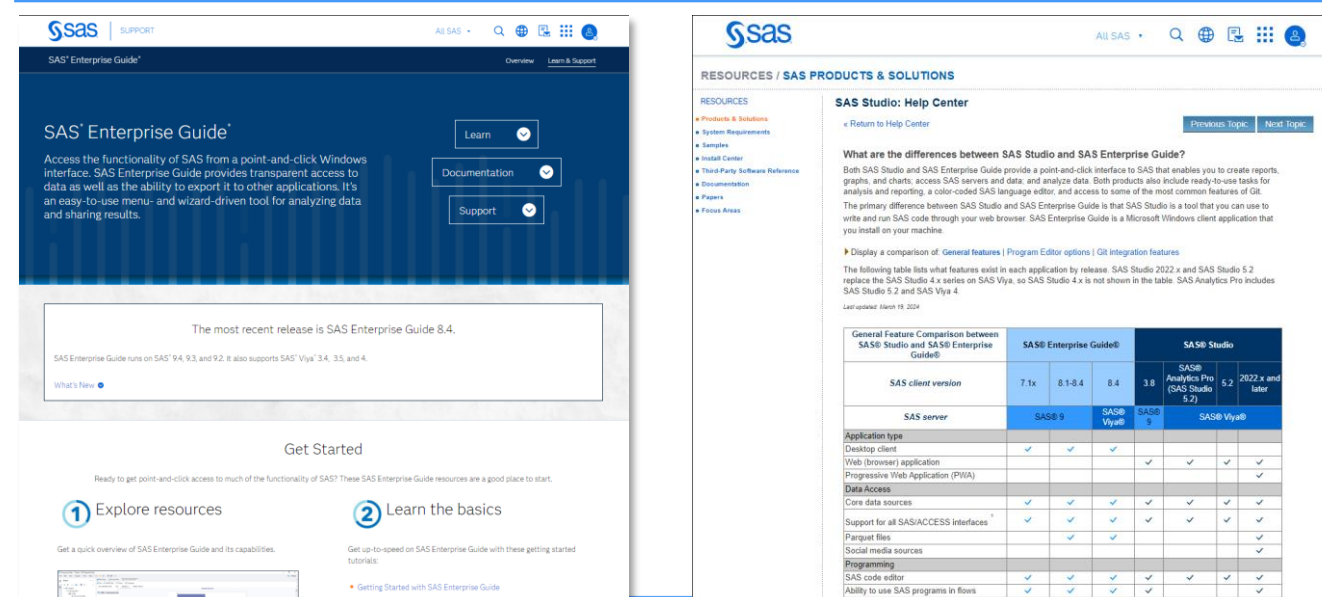 sas
SUPPORT
All SAS
SAS® Enterprise Guide®
Overview
Learn & Support
SAS® Enterprise Guide®
Access the functionality of SAS from a point-and-click Windows
interface. SAS Enterprise Guide provides transparent access to
data as well as the ability to export it to other applications. It's
an easy-to-use menu- and wizard-driven tool for analyzing data
and sharing results.
Learn
Documentation
Support
The most recent release is SAS Enterprise Guide 8.4.
SAS Enterprise Guide runs on SAS® 9.4, 9.3, and 9.2. It also supports SAS® Viya® 3.4, 3.5, and 4.
What's New
Get Started
Ready to get point-and-click access to much of the functionality of SAS? These SAS Enterprise Guide resources are a good place to start.
1 Explore resources
Get a quick overview of SAS Enterprise Guide and its capabilities.
2 Learn the basics
Get up-to-speed on SAS Enterprise Guide with these getting started
tutorials:
Getting Started with SAS Enterprise Guide
sas
All SAS
RESOURCES / SAS PRODUCTS & SOLUTIONS
RESOURCES
Products & Solutions
System Requirements
Samples
Install Center
Third-Party Software Reference
Documentation
Papers
Focus Areas
SAS Studio: Help Center
« Return to Help Center
Previous Topic
Next Topic
What are the differences between SAS Studio and SAS Enterprise Guide?
Both SAS Studio and SAS Enterprise Guide provide a point-and-click interface to SAS that enables you to create reports,
graphs, and charts; access SAS servers and data; and analyze data. Both products also include ready-to-use tasks for
analysis and reporting, a color-coded SAS language editor, and access to some of the most common features of Git.
The primary difference between SAS Studio and SAS Enterprise Guide is that SAS Studio is a tool that you can use to
write and run SAS code through your web browser. SAS Enterprise Guide is a Microsoft Windows client application that
you install on your machine.
Display a comparison of: General features | Program Editor options | Git integration features
The following table lists what features exist in each application by release. SAS Studio 2022.x and SAS Studio 5.2
replace the SAS Studio 4.x series on SAS Viya, so SAS Studio 4.x is not shown in the table. SAS Analytics Pro includes
SAS Studio 5.2 and SAS Viya 4.
Last updated: March 19, 2024
General Feature Comparison between
SAS® Studio and SAS® Enterprise
Guide®
SAS® Enterprise Guide®
SAS® Studio
SAS client version
7.1x
8.1-8.4
8.4
3.8
SAS®
Analytics Pro
(SAS Studio
5.2)
5.2
2022.x and
later
SAS server
SAS® 9
SAS®
Viya®
SAS®
9
SAS® Viya®
Application type
Desktop client ✓ ✓ ✓
Web (browser) application ✓ ✓ ✓ ✓
Progressive Web Application (PWA) ✓
Data Access
Core data sources ✓ ✓ ✓ ✓ ✓ ✓ ✓
Support for all SAS/ACCESS interfaces ✓ ✓ ✓ ✓ ✓ ✓ ✓
Parquet files ✓ ✓ ✓
Social media sources ✓
Programming
SAS code editor ✓ ✓ ✓ ✓ ✓ ✓ ✓
Ability to use SAS programs in flows ✓ ✓ ✓ ✓ ✓